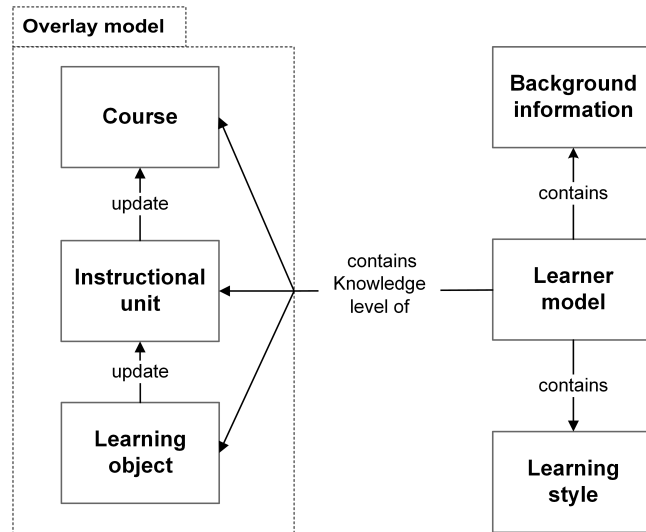 Overlay model
Course
update
Instructional
unit
update
Learning
object
contains
Knowledge
level of
Background
information
contains
Learner
model
contains
Learning
style